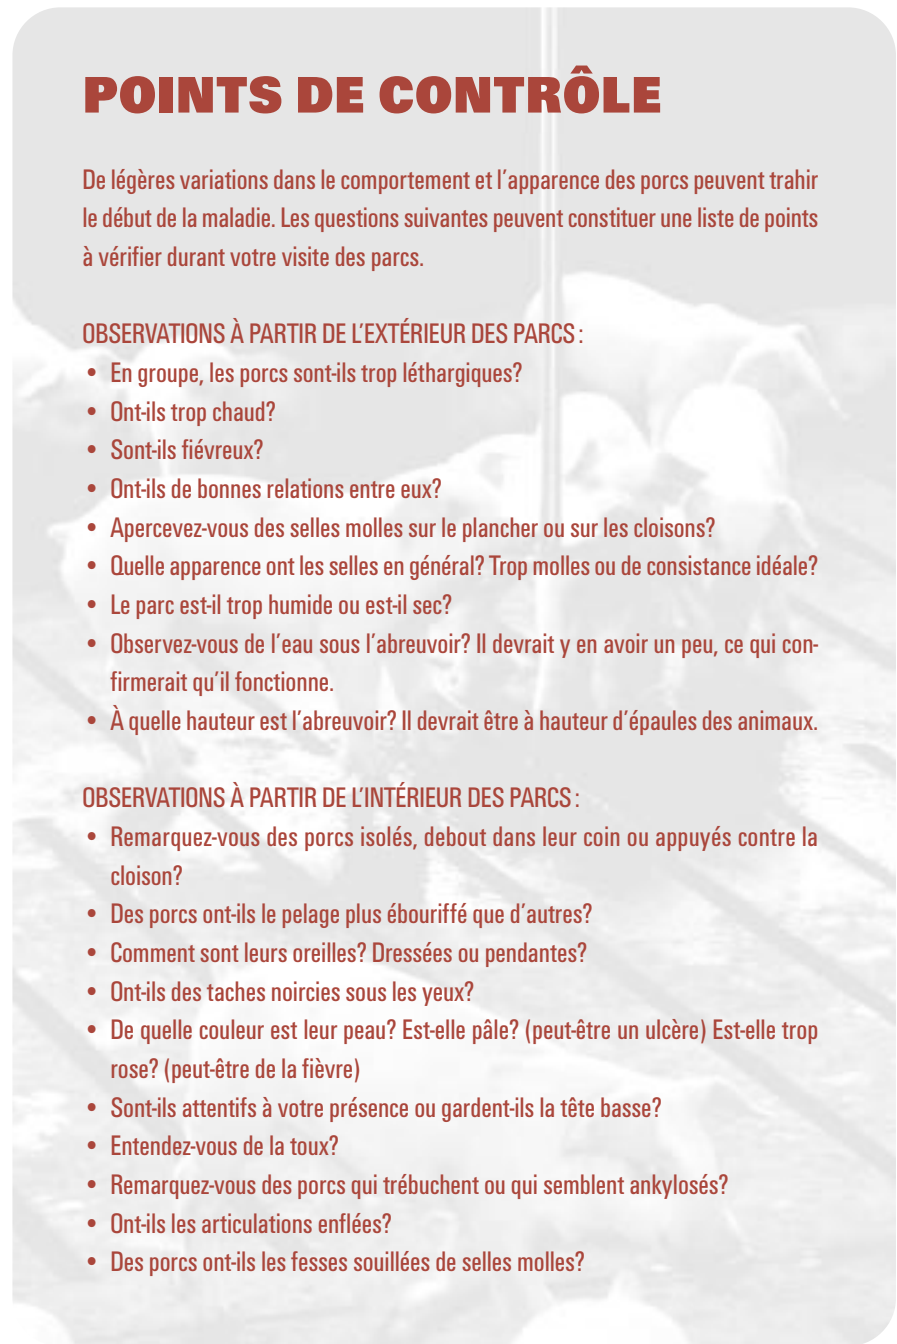 POINTS DE CONTRÔLE
De légères variations dans le comportement et l'apparence des porcs peuvent trahir
le début de la maladie. Les questions suivantes peuvent constituer une liste de points
à vérifier durant votre visite des parcs.
OBSERVATIONS À PARTIR DE L'EXTÉRIEUR DES PARCS :
• En groupe, les porcs sont-ils trop léthargiques?
• Ont-ils trop chaud?
• Sont-ils fiévreux?
• Ont-ils de bonnes relations entre eux?
• Apercevez-vous des selles molles sur le plancher ou sur les cloisons?
• Quelle apparence ont les selles en général? Trop molles ou de consistance idéale?
• Le parc est-il trop humide ou est-il sec?
• Observez-vous de l'eau sous l'abreuvoir? Il devrait y en avoir un peu, ce qui con-
firmerait qu'il fonctionne.
• À quelle hauteur est l'abreuvoir? Il devrait être à hauteur d'épaules des animaux.
OBSERVATIONS À PARTIR DE L'INTÉRIEUR DES PARCS :
• Remarquez-vous des porcs isolés, debout dans leur coin ou appuyés contre la
cloison?
• Des porcs ont-ils le pelage plus ébouriffé que d'autres?
• Comment sont leurs oreilles? Dressées ou pendantes?
• Ont-ils des taches noircies sous les yeux?
• De quelle couleur est leur peau? Est-elle pâle? (peut-être un ulcère) Est-elle trop
rose? (peut-être de la fièvre)
• Sont-ils attentifs à votre présence ou gardent-ils la tête basse?
• Entendez-vous de la toux?
• Remarquez-vous des porcs qui trébuchent ou qui semblent ankylosés?
• Ont-ils les articulations enflées?
• Des porcs ont-ils les fesses souillées de selles molles?